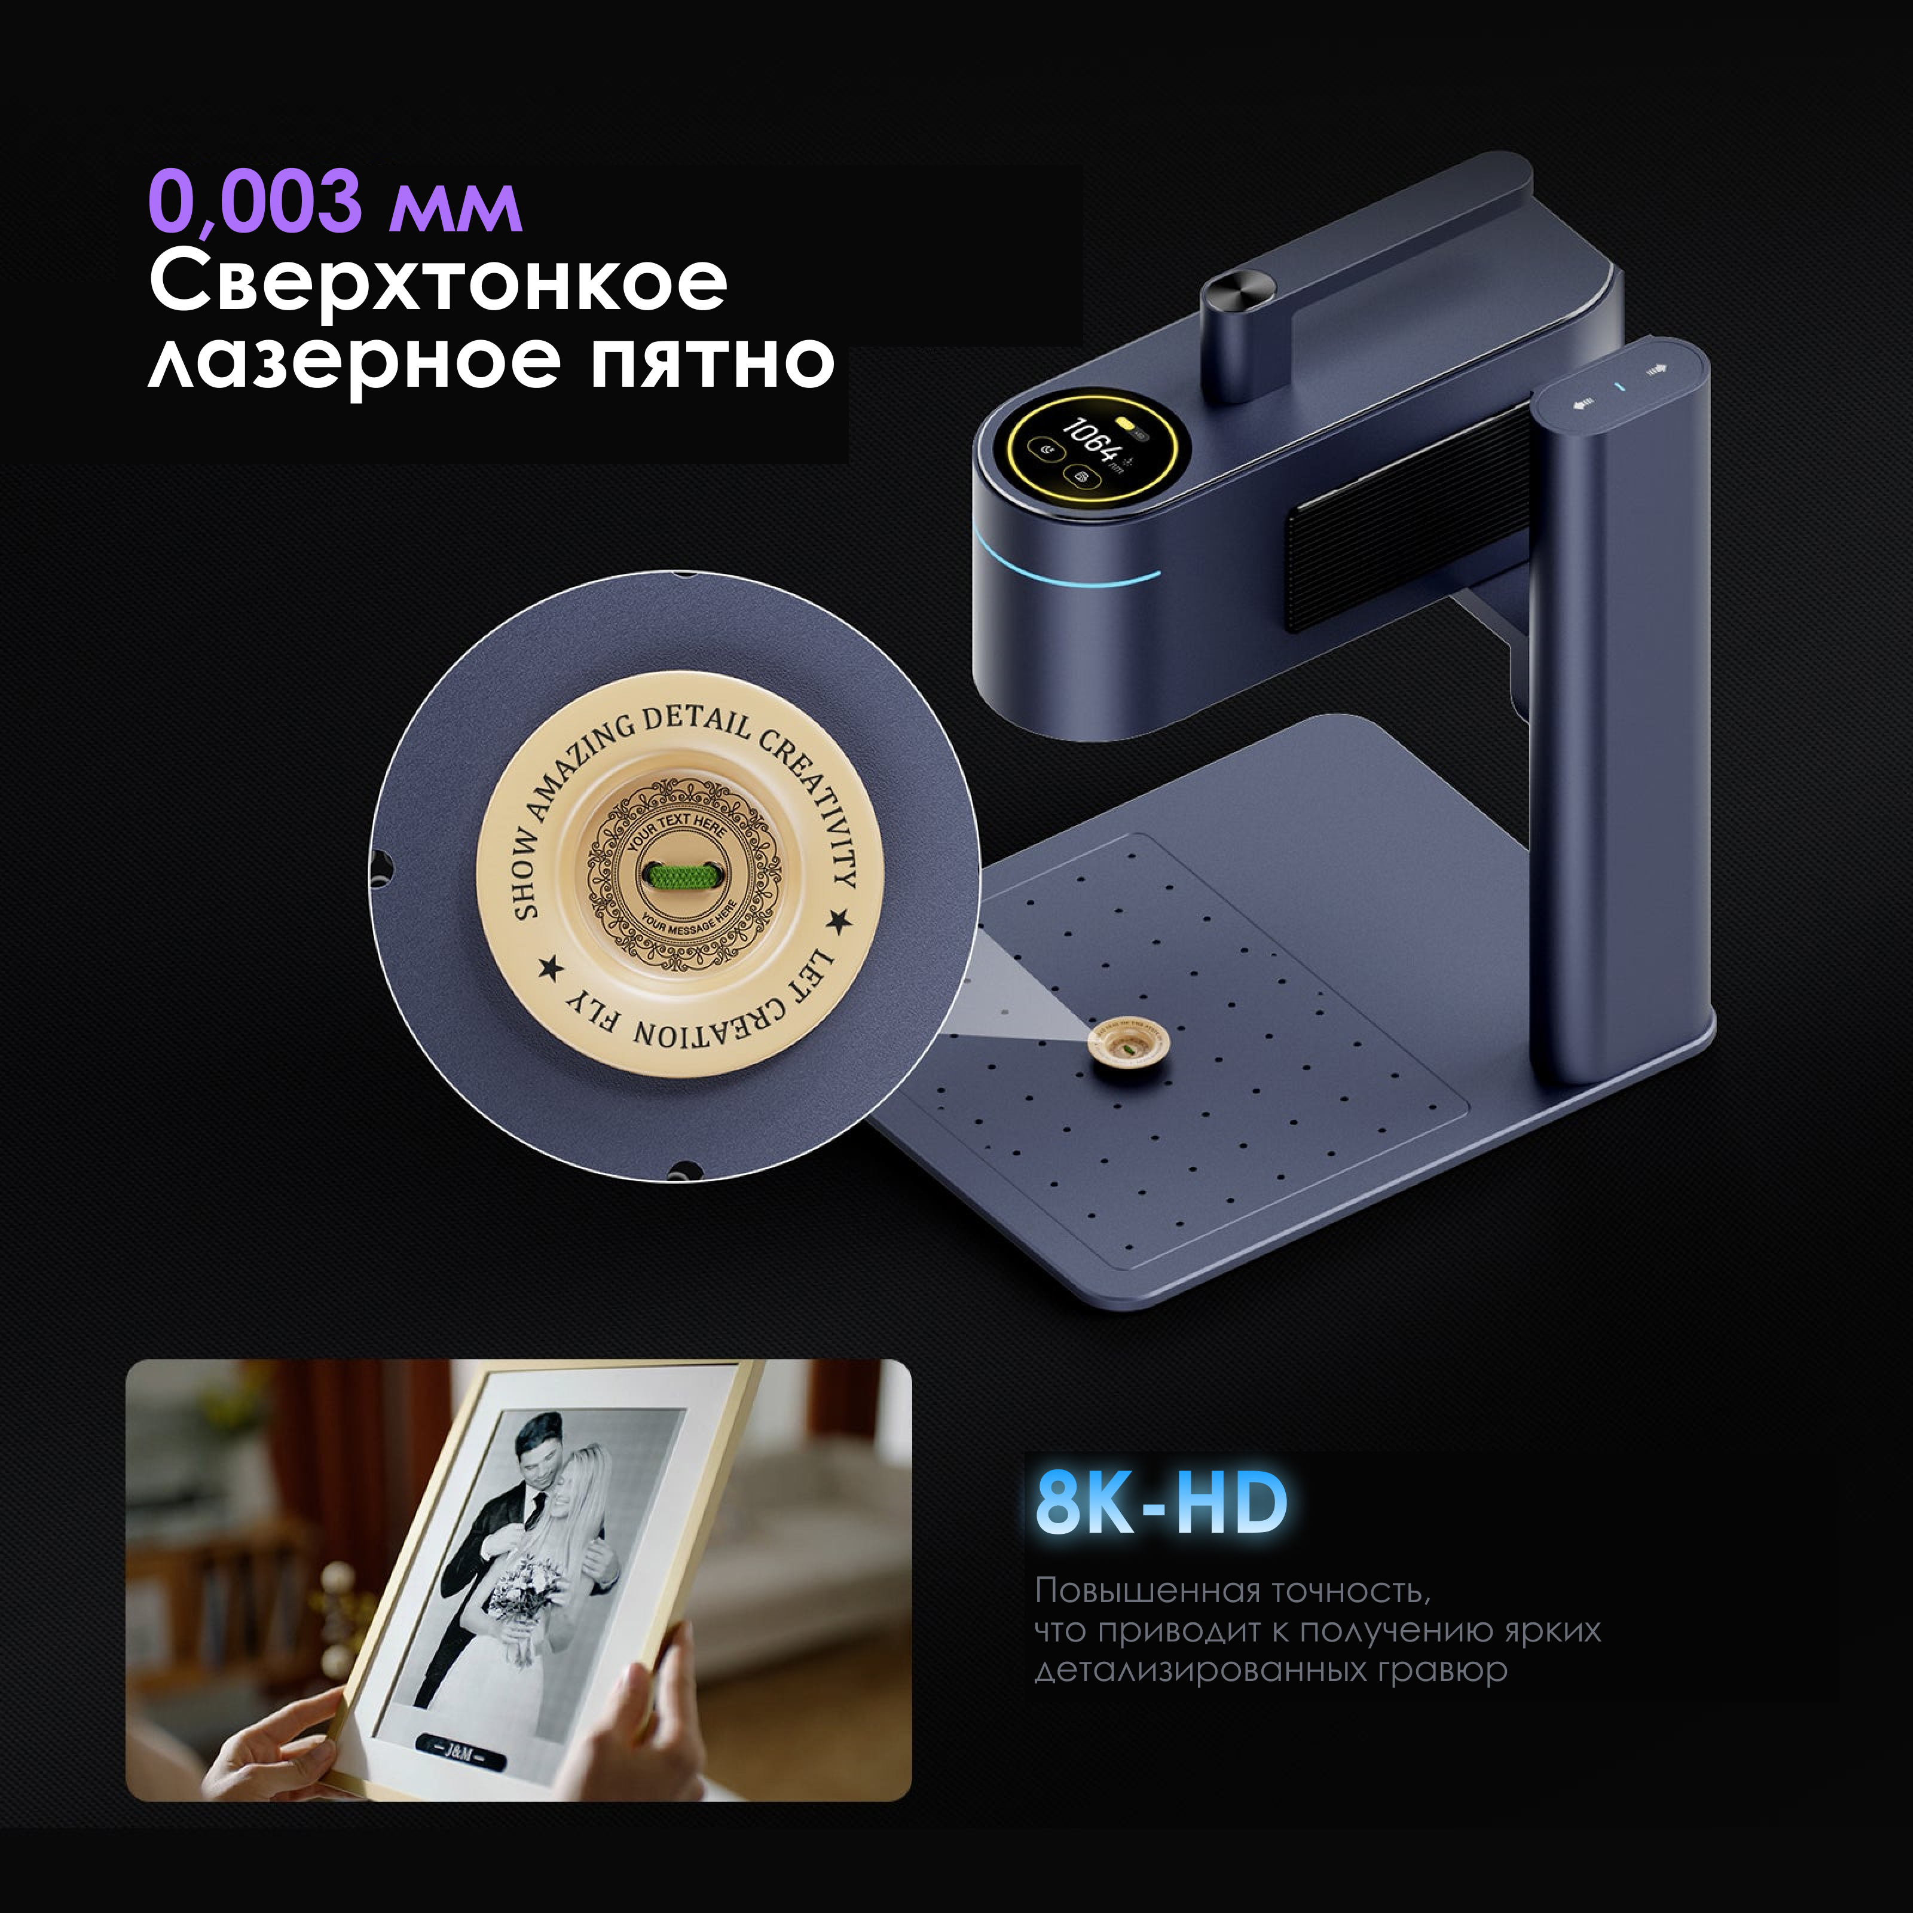 0,003 мм
Сверхтонкое
лазерное пятно
1064
nm
SHOW AMAZING DETAIL CREATIVITY ★ LET CREATION FLY ★
YOUR TEXT HERE
YOUR MESSAGE HERE
– J&M –
8K-HD
Повышенная точность,
что приводит к получению ярких
детализированных гравюр